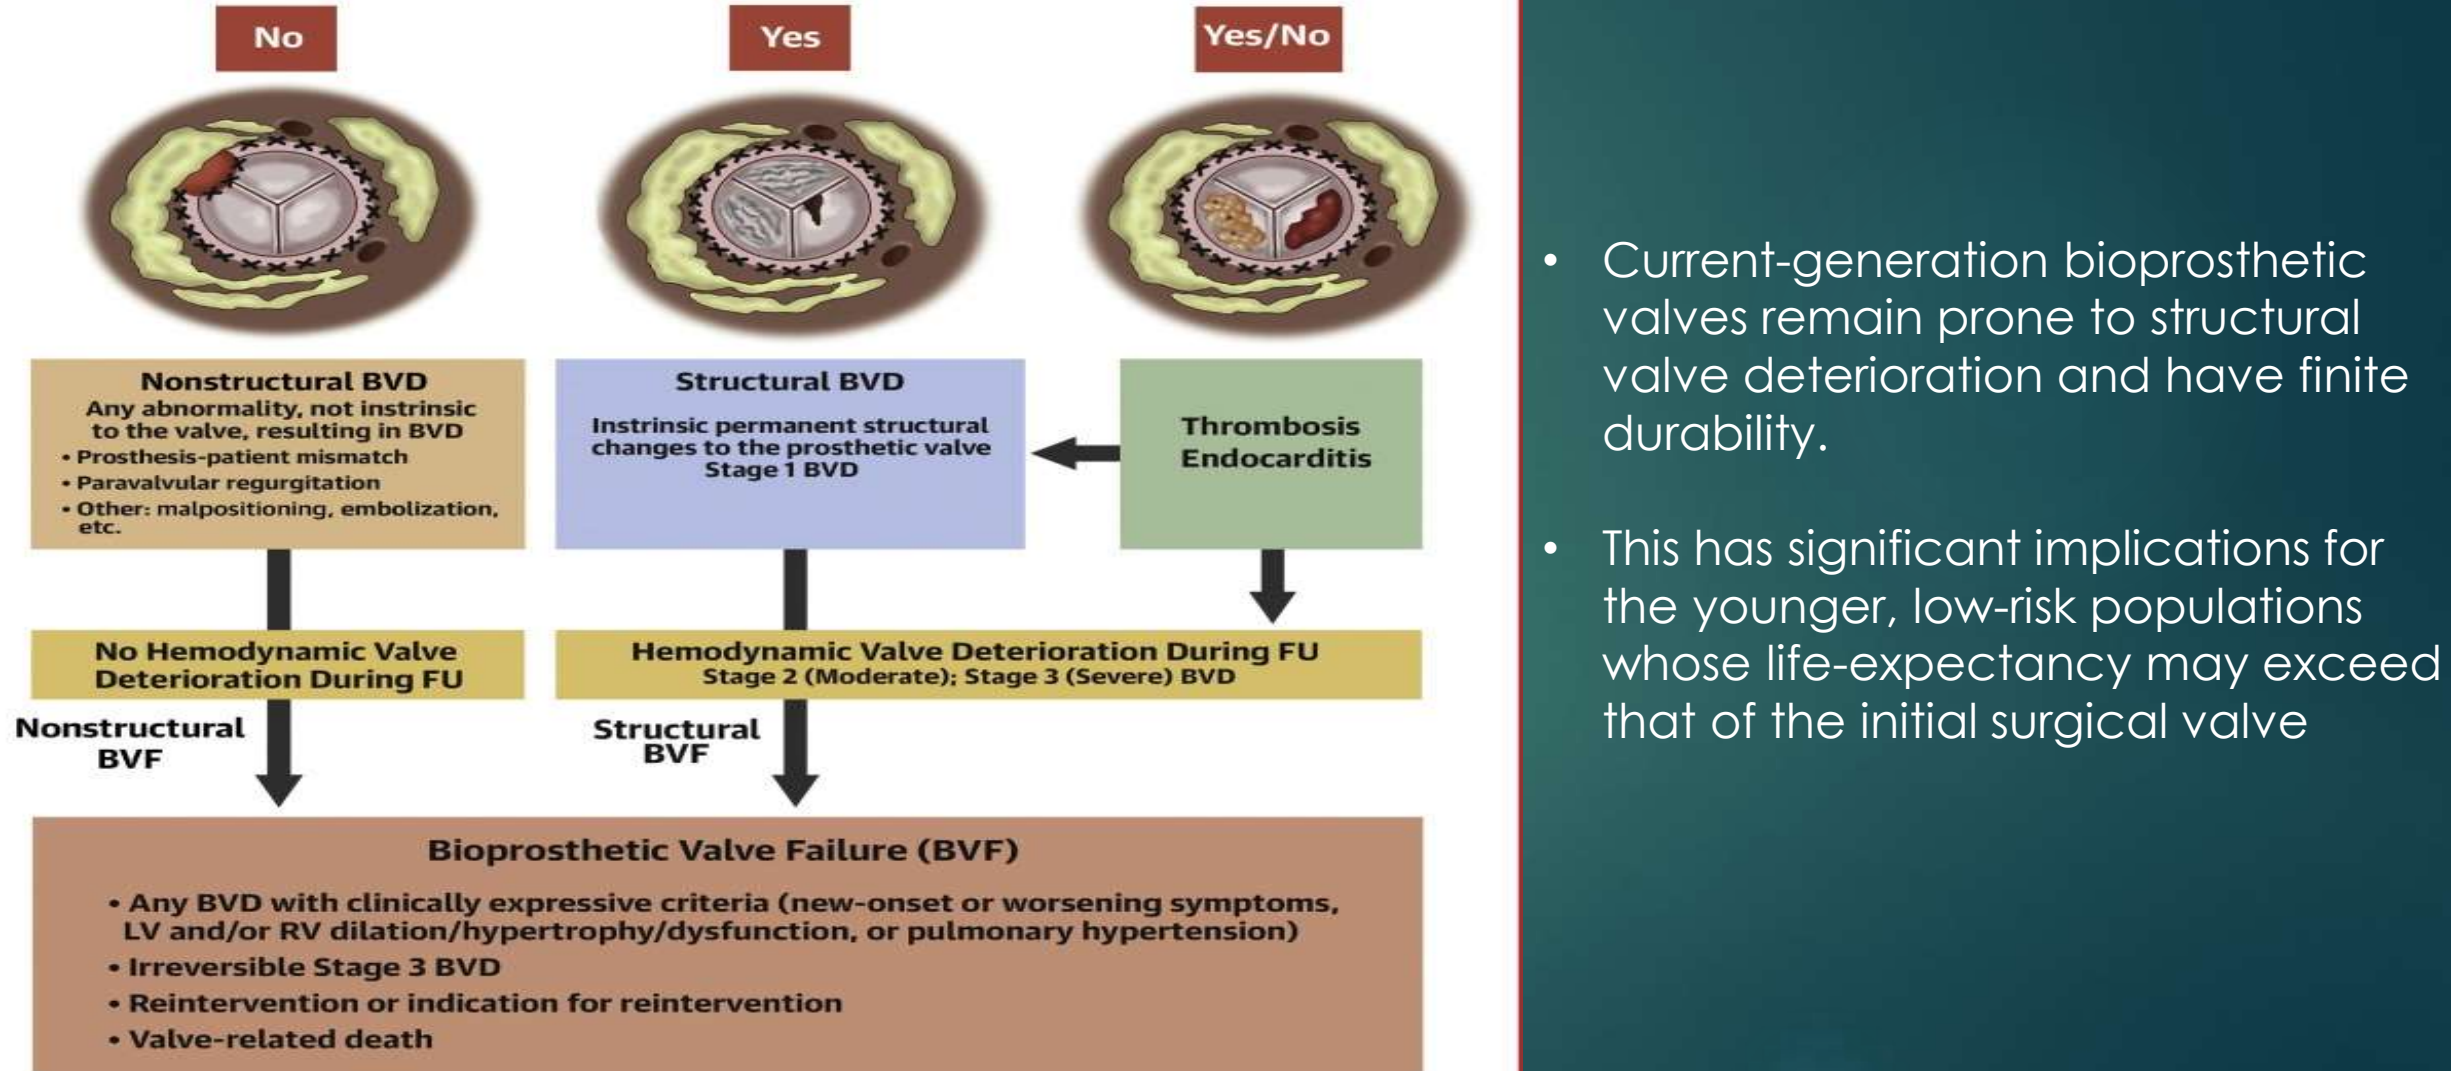 No
Yes
Yes/No
Nonstructural BVD
Any abnormality, not instrinsic
to the valve, resulting in BVD
• Prosthesis-patient mismatch
• Paravalvular regurgitation
• Other: malpositioning, embolization,
etc.
Structural BVD
Instrinsic permanent structural
changes to the prosthetic valve
Stage 1 BVD
Thrombosis
Endocarditis
No Hemodynamic Valve
Deterioration During FU
Hemodynamic Valve Deterioration During FU
Stage 2 (Moderate); Stage 3 (Severe) BVD
Nonstructural
BVF
Structural
BVF
Bioprosthetic Valve Failure (BVF)
• Any BVD with clinically expressive criteria (new-onset or worsening symptoms,
LV and/or RV dilation/hypertrophy/dysfunction, or pulmonary hypertension)
• Irreversible Stage 3 BVD
• Reintervention or indication for reintervention
• Valve-related death
• Current-generation bioprosthetic
valves remain prone to structural
valve deterioration and have finite
durability.
• This has significant implications for
the younger, low-risk populations
whose life-expectancy may exceed
that of the initial surgical valve